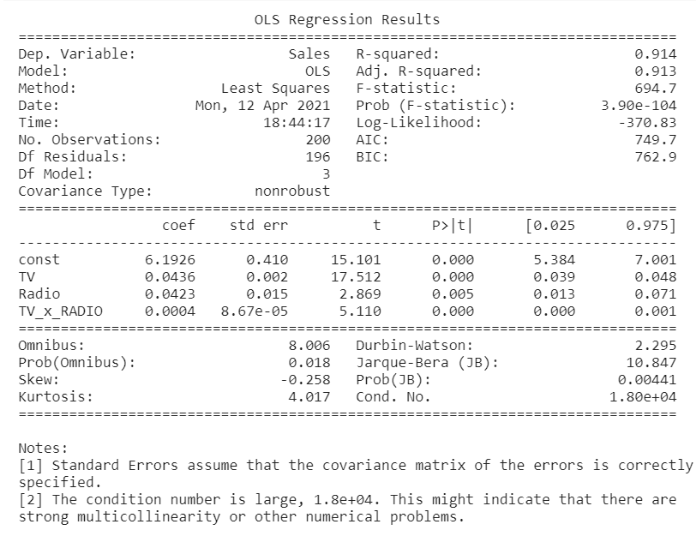 OLS Regression Results
==============================================================================
Dep. Variable: Sales R-squared: 0.914
Model: OLS Adj. R-squared: 0.913
Method: Least Squares F-statistic: 694.7
Date: Mon, 12 Apr 2021 Prob (F-statistic): 3.90e-104
Time: 18:44:17 Log-Likelihood: -370.83
No. Observations: 200 AIC: 749.7
Df Residuals: 196 BIC: 762.9
Df Model: 3
Covariance Type: nonrobust
==============================================================================
coef std err t P>|t| [0.025 0.975]
------------------------------------------------------------------------------
const 6.1926 0.410 15.101 0.000 5.384 7.001
TV 0.0436 0.002 17.512 0.000 0.039 0.048
Radio 0.0423 0.015 2.869 0.005 0.013 0.071
TV_x_RADIO 0.0004 8.67e-05 5.110 0.000 0.000 0.001
==============================================================================
Omnibus: 8.006 Durbin-Watson: 2.295
Prob(Omnibus): 0.018 Jarque-Bera (JB): 10.847
Skew: -0.258 Prob(JB): 0.00441
Kurtosis: 4.017 Cond. No. 1.80e+04
==============================================================================
Notes:
[1] Standard Errors assume that the covariance matrix of the errors is correctly
specified.
[2] The condition number is large, 1.8e+04. This might indicate that there are
strong multicollinearity or other numerical problems.